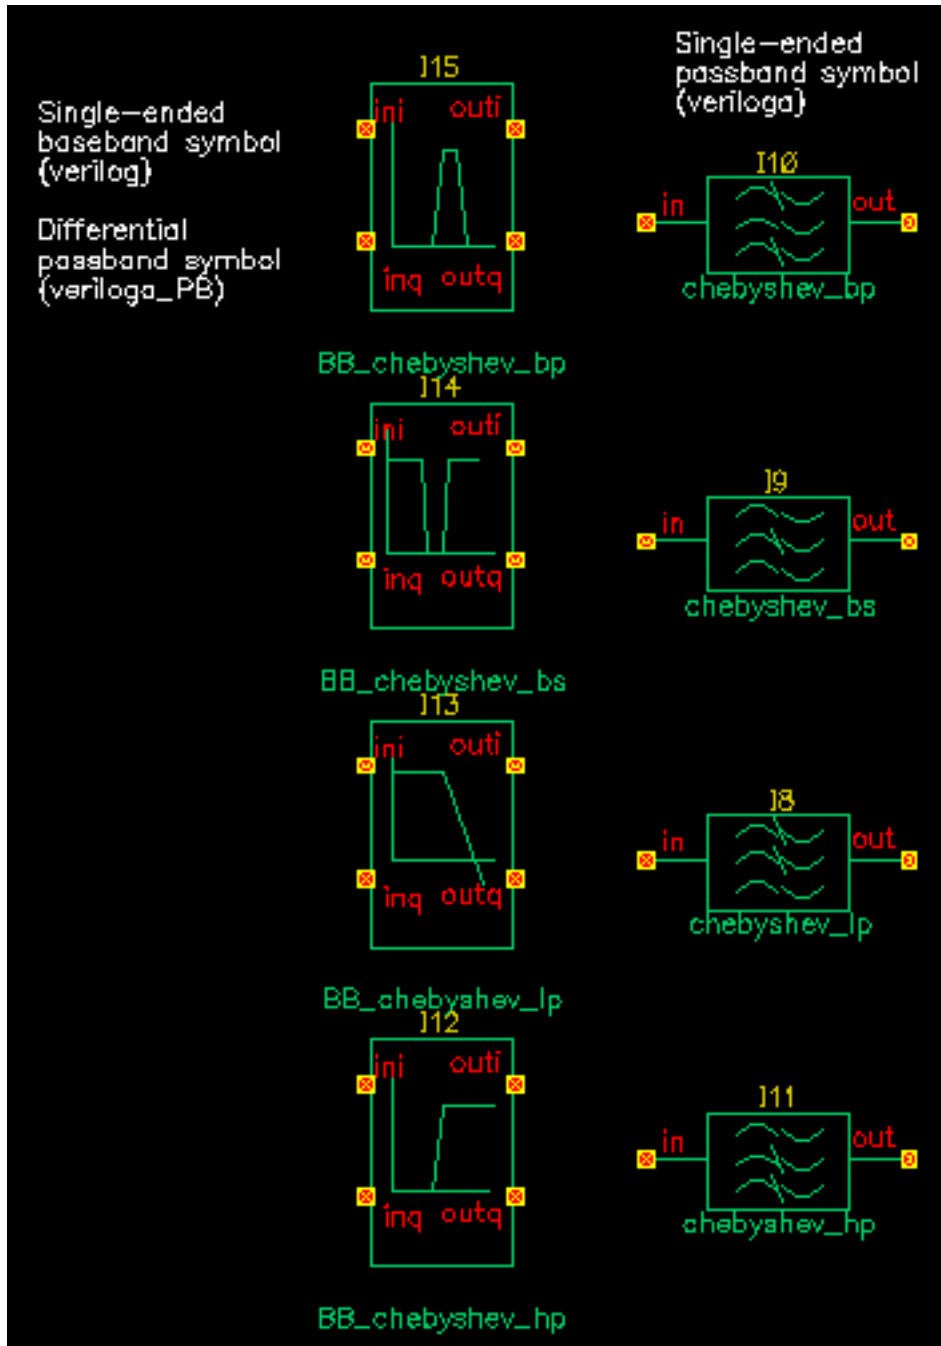 Single-ended
baseband symbol
(verilog)
Differential
passband symbol
(veriloga_PB)
I15
ini outi
inq outq
BB_chebyshev_bp
I14
ini outi
inq outq
BB_chebyshev_bs
I13
ini outi
inq outq
BB_chebyshev_lp
I12
ini outi
inq outq
BB_chebyshev_hp
Single-ended
passband symbol
(veriloga)
I10
in out
chebyshev_bp
I9
in out
chebyshev_bs
I8
in out
chebyshev_lp
I11
in out
chebyshev_hp